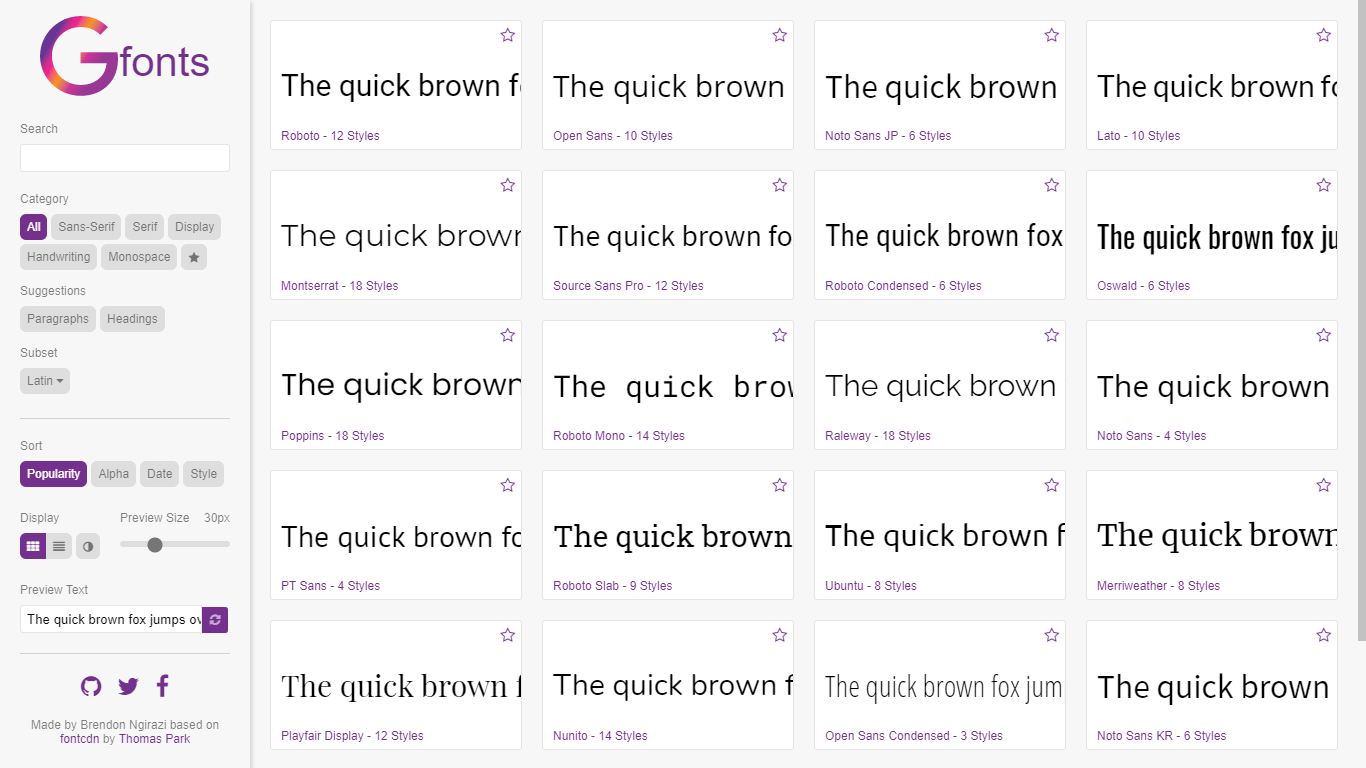 Gfonts
Search
Category
All Sans-Serif Serif Display
Handwriting Monospace
Suggestions
Paragraphs Headings
Subset
Latin
Sort
Popularity Alpha Date Style
Display Preview Size 30px
Preview Text
The quick brown fox jumps ov
Made by Brendon Ngirazi based on
fontcdn by Thomas Park
The quick brown fo
Roboto - 12 Styles
The quick brown
Open Sans - 10 Styles
The quick brown
Noto Sans JP - 6 Styles
The quick brown fo
Lato - 10 Styles
The quick brown
Montserrat - 18 Styles
The quick brown fo
Source Sans Pro - 12 Styles
The quick brown fox
Roboto Condensed - 6 Styles
The quick brown fox ju
Oswald - 6 Styles
The quick brown
Poppins - 18 Styles
The quick brow
Roboto Mono - 14 Styles
The quick brown
Raleway - 18 Styles
The quick brown
Noto Sans - 4 Styles
The quick brown fo
PT Sans - 4 Styles
The quick brown
Roboto Slab - 9 Styles
The quick brown f
Ubuntu - 8 Styles
The quick brown
Merriweather - 8 Styles
The quick brown f
Playfair Display - 12 Styles
The quick brown f
Nunito - 14 Styles
The quick brown fox jum
Open Sans Condensed - 3 Styles
The quick brown
Noto Sans KR - 6 Styles